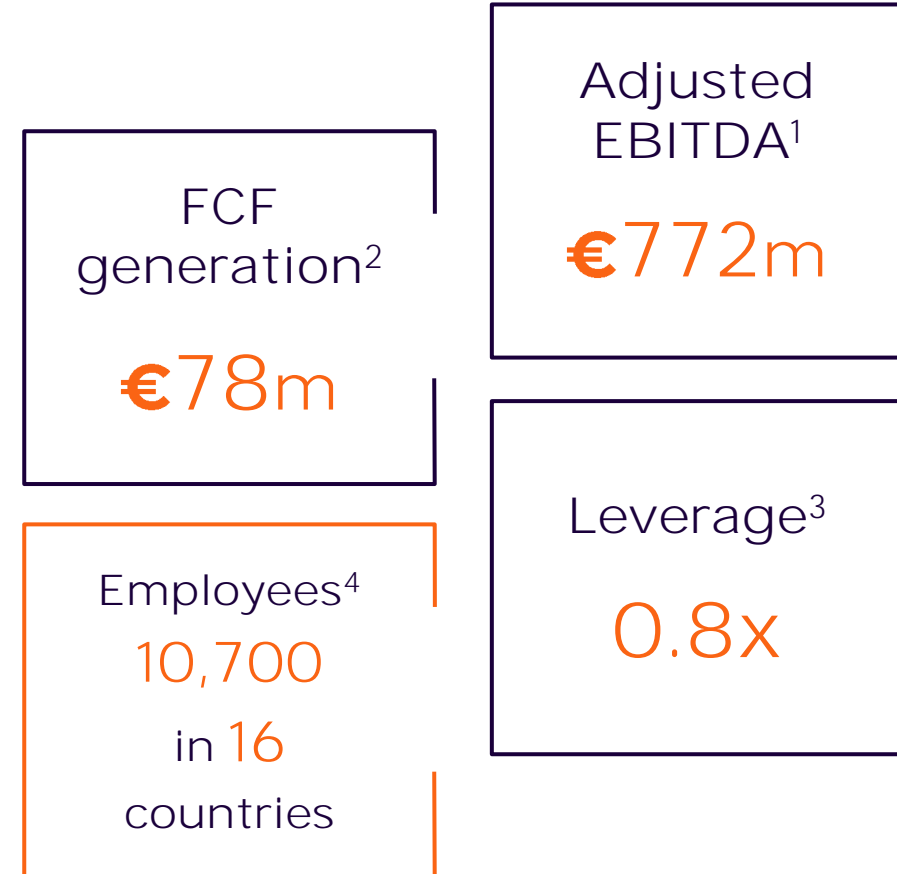 FCF
generation²
€78m
Adjusted
EBITDA¹
€772m
Employees⁴
10,700
in 16
countries
Leverage³
0.8x